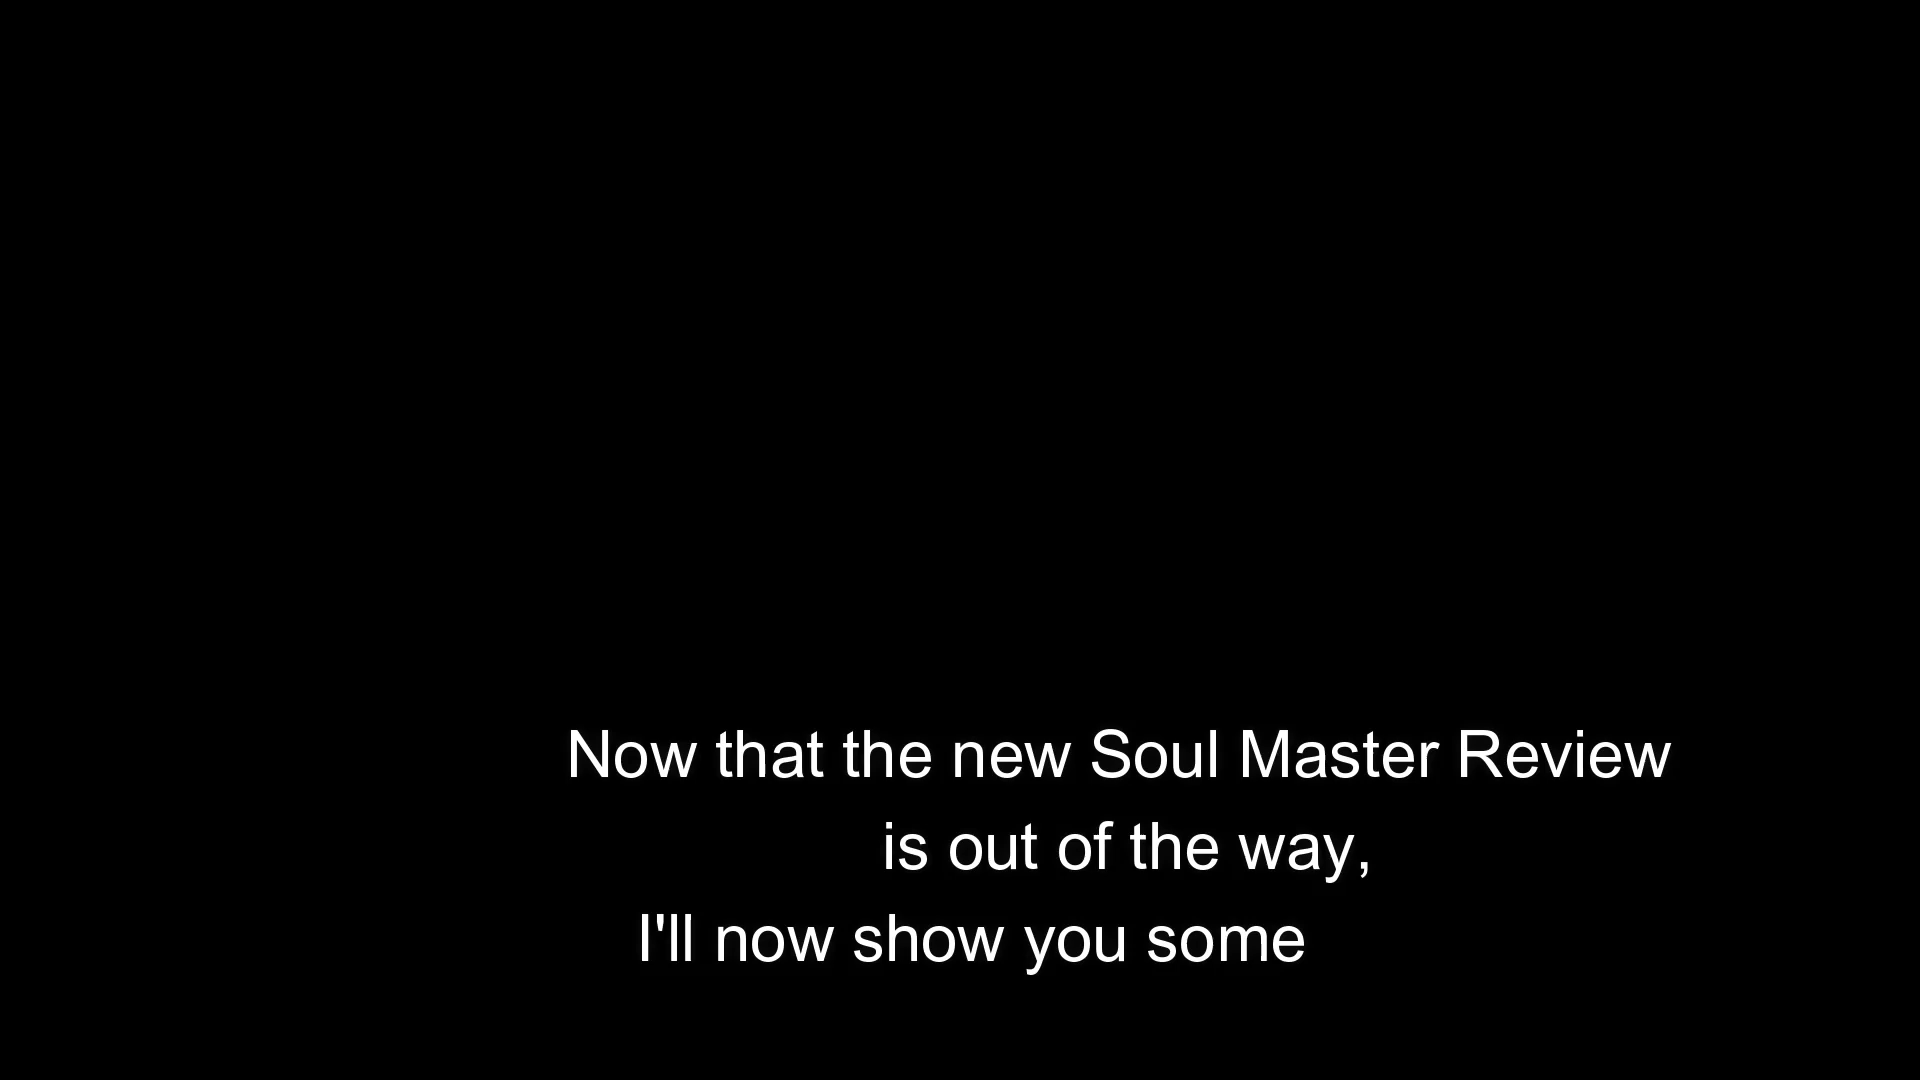 Now that the new Soul Master Review
is out of the way,
I'll now show you some